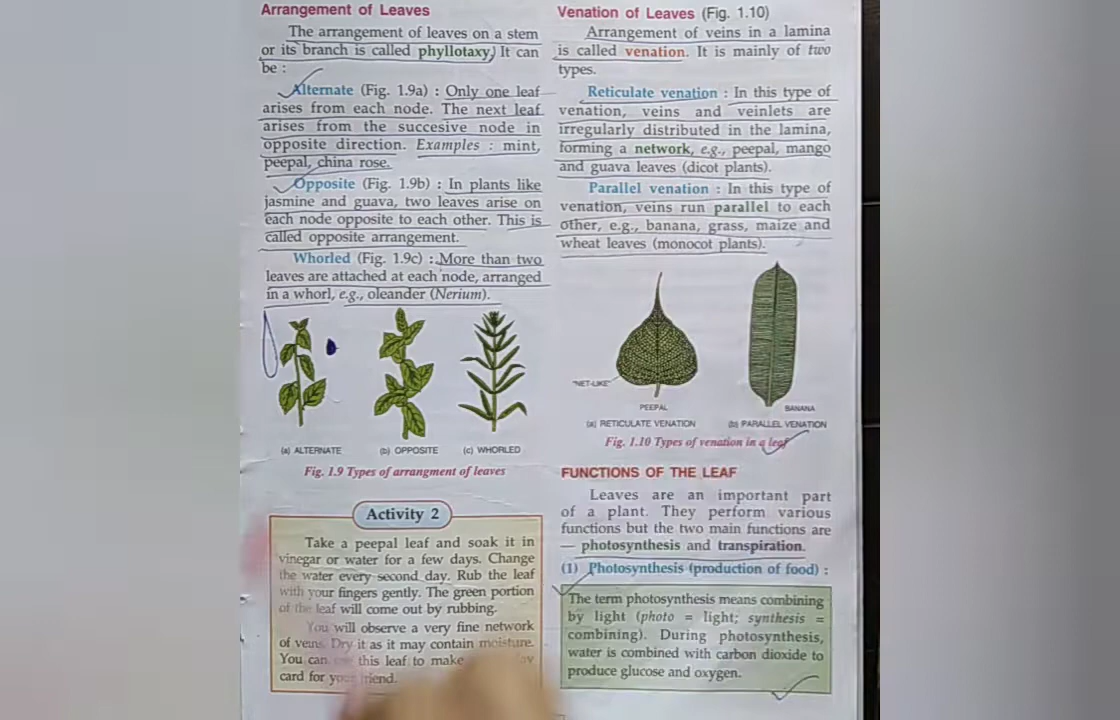 Arrangement of Leaves
The arrangement of leaves on a stem
or its branch is called phyllotaxy. It can
be :
Alternate (Fig. 1.9a) : Only one leaf
arises from each node. The next leaf
arises from the succesive node in
opposite direction. Examples : mint,
peepal, china rose.
Opposite (Fig. 1.9b) : In plants like
jasmine and guava, two leaves arise on
each node opposite to each other. This is
called opposite arrangement.
Whorled (Fig. 1.9c) : More than two
leaves are attached at each node, arranged
in a whorl, e.g., oleander (Nerium).
(a) ALTERNATE (b) OPPOSITE (c) WHORLED
Fig. 1.9 Types of arrangment of leaves
Activity 2
Take a peepal leaf and soak it in
vinegar or water for a few days. Change
the water every second day. Rub the leaf
with your fingers gently. The green portion
of the leaf will come out by rubbing.
You will observe a very fine network
of veins. Dry it as it may contain moisture.
You can this leaf to make
card for your friend.
Venation of Leaves (Fig. 1.10)
Arrangement of veins in a lamina
is called venation. It is mainly of two
types.
Reticulate venation : In this type of
venation, veins and veinlets are
irregularly distributed in the lamina,
forming a network, e.g., peepal, mango
and guava leaves (dicot plants).
Parallel venation : In this type of
venation, veins run parallel to each
other, e.g., banana, grass, maize and
wheat leaves (monocot plants).
"NET-LIKE"
PEEPAL BANANA
(a) RETICULATE VENATION (b) PARALLEL VENATION
Fig. 1.10 Types of venation in a leaf
FUNCTIONS OF THE LEAF
Leaves are an important part
of a plant. They perform various
functions but the two main functions are
— photosynthesis and transpiration.
(1) Photosynthesis (production of food) :
The term photosynthesis means combining
by light (photo = light; synthesis =
combining). During photosynthesis,
water is combined with carbon dioxide to
produce glucose and oxygen.